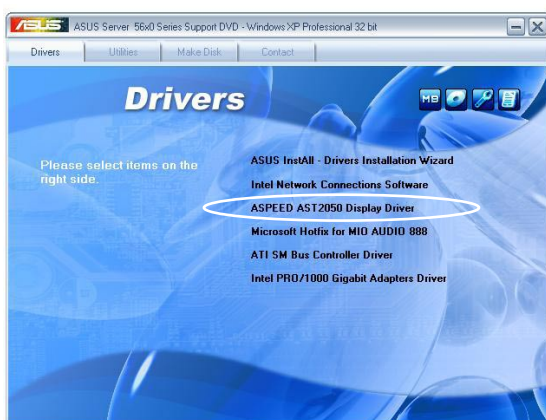 ASUS ASUS Server 56x0 Series Support DVD - Windows XP Professional 32 bit
Drivers Utilities Make Disk Contact
Drivers
MB
Please select items on the
right side.
ASUS InstAll - Drivers Installation Wizard
Intel Network Connections Software
ASPEED AST2050 Display Driver
Microsoft Hotfix for MIO AUDIO 888
ATI SM Bus Controller Driver
Intel PRO/1000 Gigabit Adapters Driver